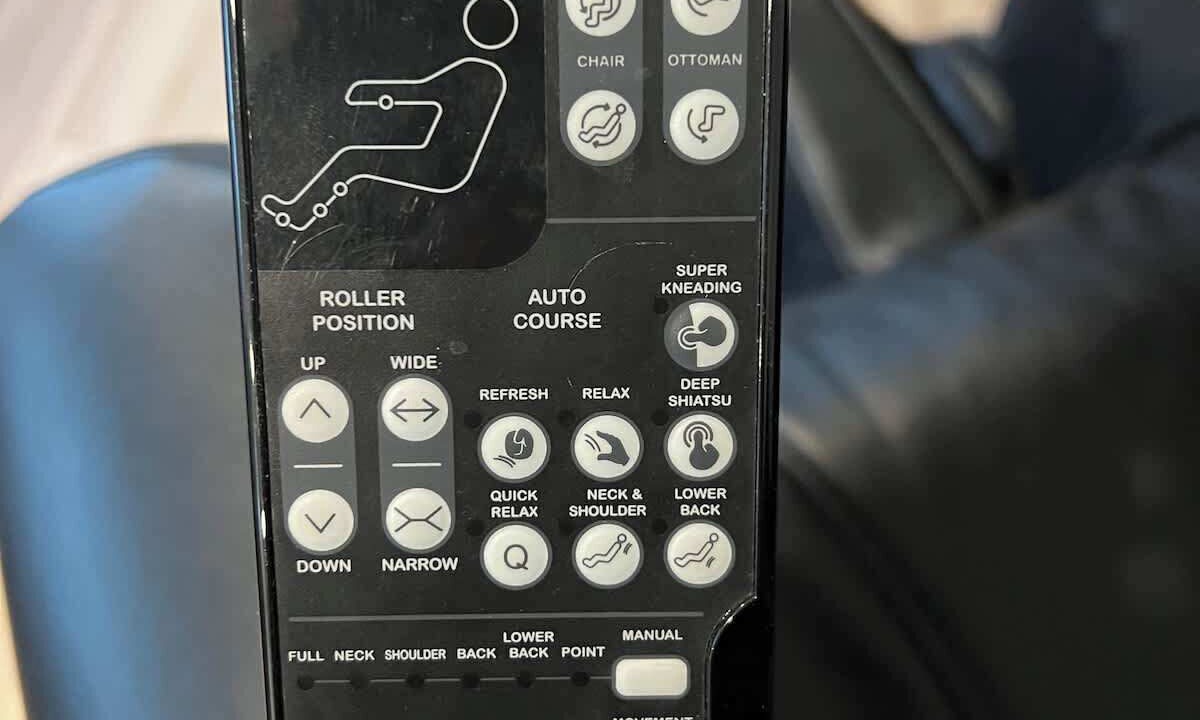 CHAIR
OTTOMAN
ROLLER
POSITION
UP
WIDE
DOWN
NARROW
AUTO
COURSE
SUPER
KNEADING
REFRESH
RELAX
DEEP
SHIATSU
QUICK
RELAX
Q
NECK &
SHOULDER
LOWER
BACK
FULL
NECK
SHOULDER
BACK
LOWER
BACK
POINT
MANUAL
MOVEMENT